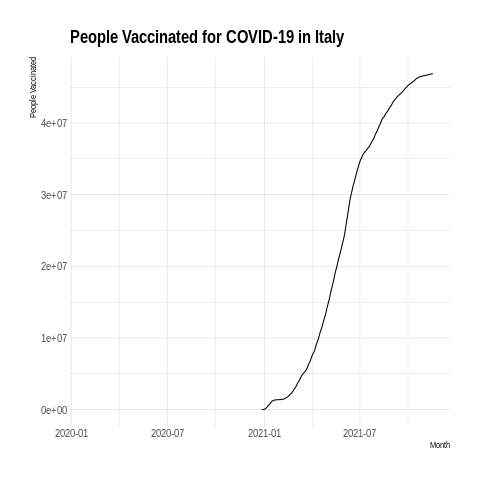 People Vaccinated for COVID-19 in Italy
People Vaccinated
4e+07
3e+07
2e+07
1e+07
0e+00
2020-01 2020-07 2021-01 2021-07
Month